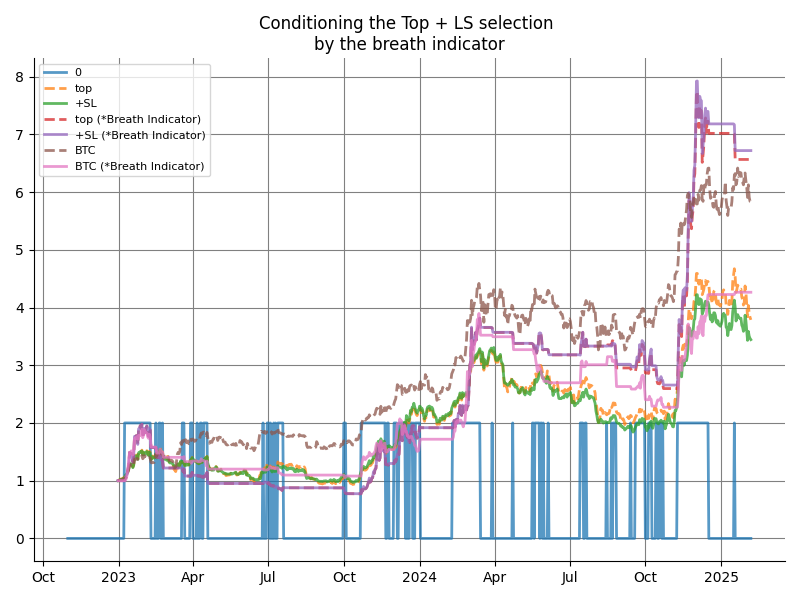 Conditioning the Top + LS selection
by the breath indicator
8
7
6
5
4
3
2
1
0
0
top
+SL
top (*Breath Indicator)
+SL (*Breath Indicator)
BTC
BTC (*Breath Indicator)
Oct
2023
Apr
Jul
Oct
2024
Apr
Jul
Oct
2025